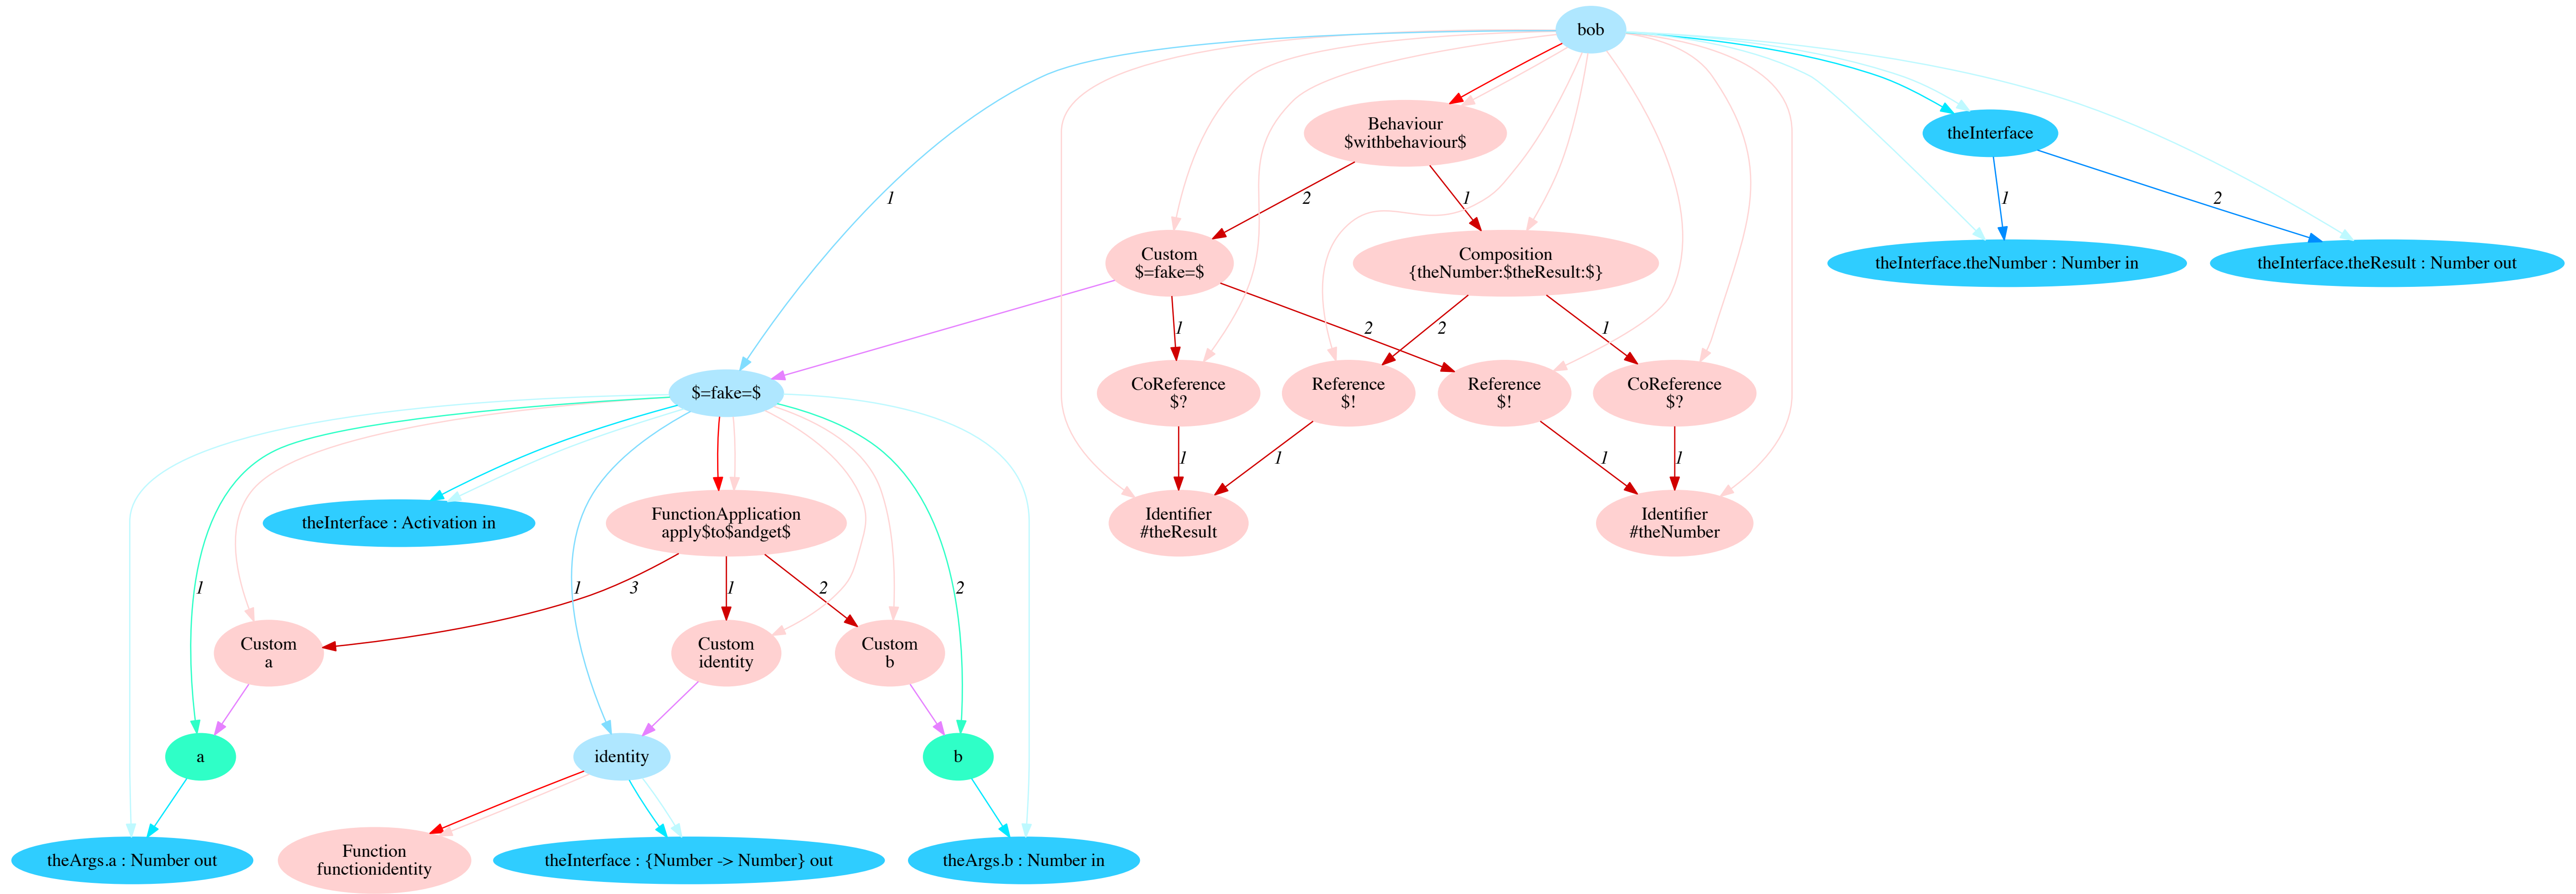 bob
Behaviour
$withbehaviour$
theInterface
1
2
1
1
2
Custom
$=fake=$
Composition
{theNumber:$theResult:$}
theInterface.theNumber : Number in
theInterface.theResult : Number out
1
2
2
1
$=fake=$
CoReference
$?
Reference
$!
Reference
$!
CoReference
$?
1
1
1
1
theInterface : Activation in
FunctionApplication
apply$to$andget$
Identifier
#theResult
Identifier
#theNumber
1
1
3
1
2
2
Custom
a
Custom
identity
Custom
b
a
identity
b
theArgs.a : Number out
Function
functionidentity
theInterface : {Number -> Number} out
theArgs.b : Number in